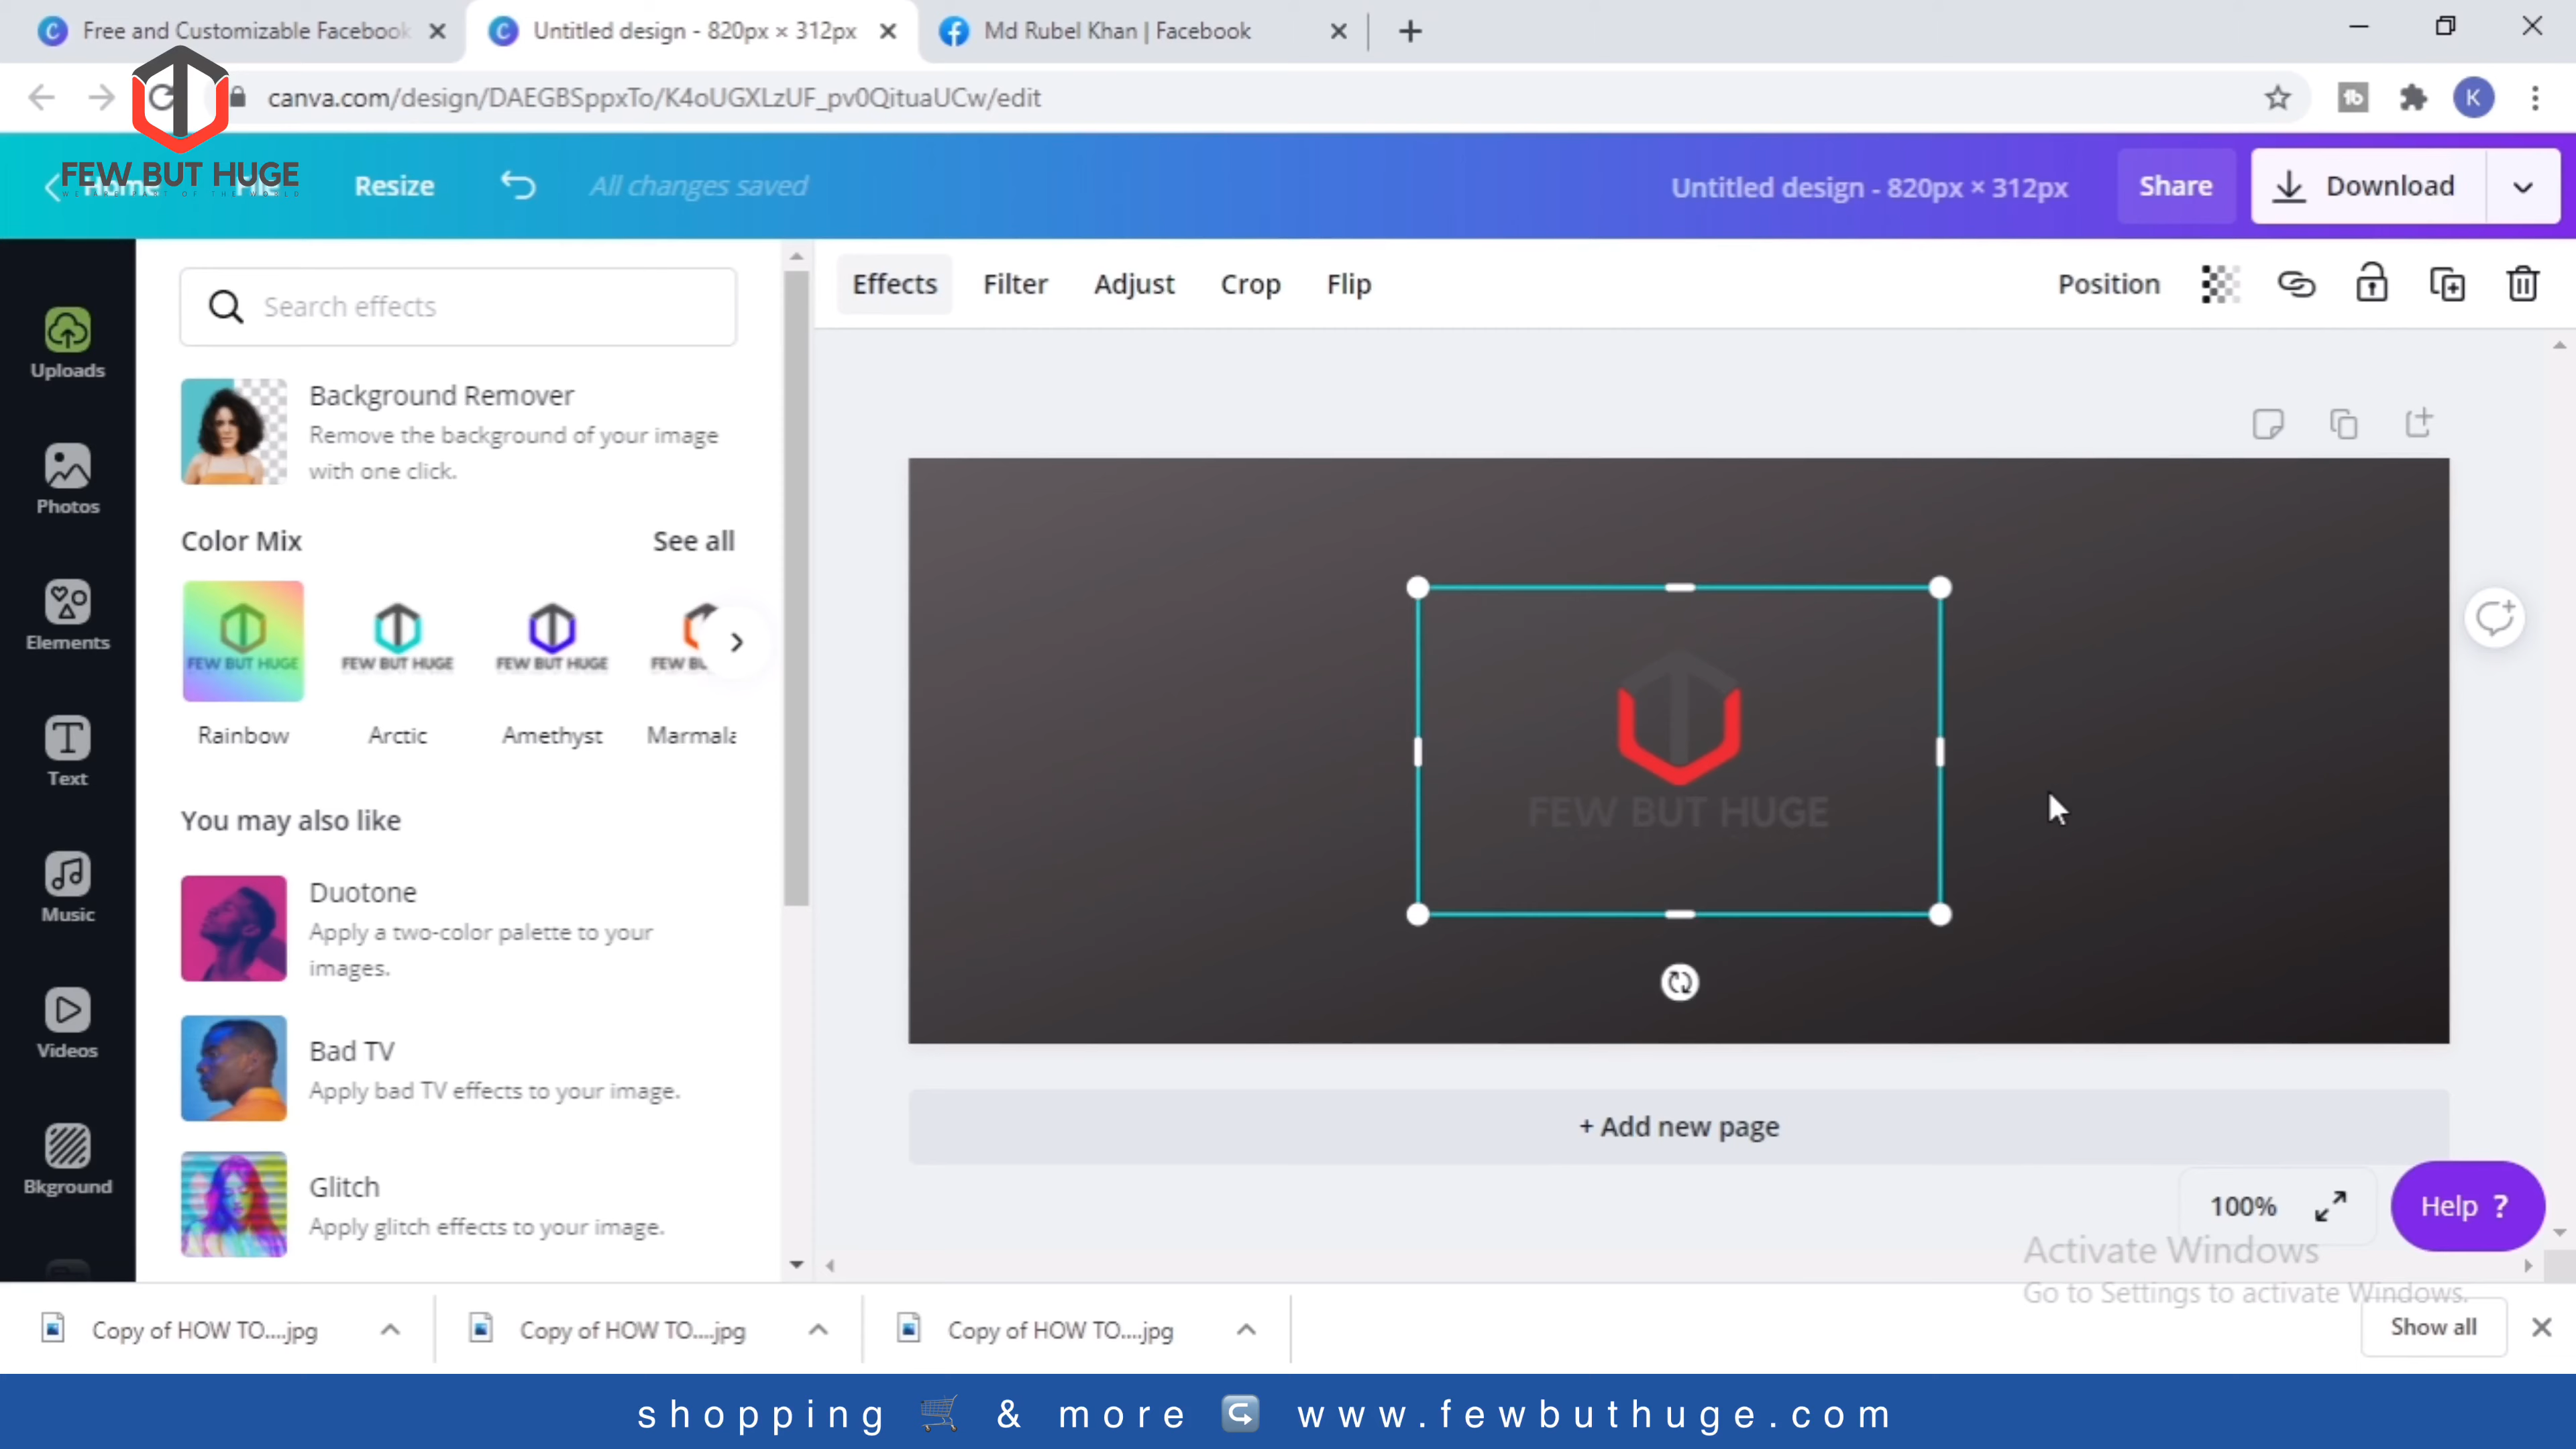 Free and Customizable Facebook
Untitled design - 820px × 312px
Md Rubel Khan | Facebook
canva.com/design/DAEGBSppxTo/K4oUGXLzUF_pv0QituaUCw/edit
K
FEW BUT HUGE
Home
File
Resize
All changes saved
Untitled design - 820px × 312px
Share
Download
Uploads
Photos
Elements
Text
Music
Videos
Bkground
Search effects
Background Remover
Remove the background of your image
with one click.
Color Mix
See all
FEW BUT HUGE
FEW BUT HUGE
FEW BUT HUGE
FEW BU
Rainbow
Arctic
Amethyst
Marmala
You may also like
Duotone
Apply a two-color palette to your
images.
Bad TV
Apply bad TV effects to your image.
Glitch
Apply glitch effects to your image.
Effects
Filter
Adjust
Crop
Flip
Position
FEW BUT HUGE
+ Add new page
100%
Help ?
Activate Windows
Go to Settings to activate Windows.
Copy of HOW TO....jpg
Copy of HOW TO....jpg
Copy of HOW TO....jpg
Show all
shopping & more www.fewbuthuge.com